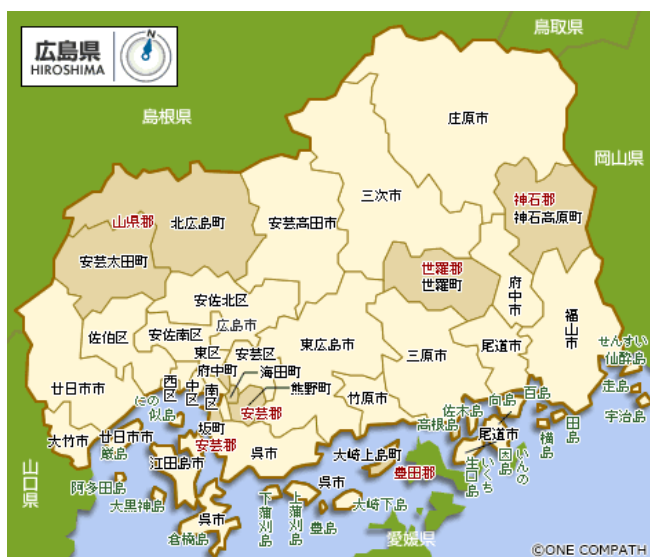 広島県
HIROSHIMA
鳥取県
島根県
岡山県
庄原市
三次市
神石郡
神石高原町
山県郡
北広島町
安芸高田市
安芸太田町
世羅郡
世羅町
府中市
福山市
安佐北区
広島市
佐伯区
安佐南区
東広島市
尾道市
せんすい
仙酔島
東区
安芸区
三原市
府中町
海田町
走島
廿日市市
西区
中区
南区
熊野町
竹原市
向島
百島
宇治島
にの
似島
安芸郡
佐木島
高根島
田島
横島
大竹市
廿日市市
厳島
坂町
安芸郡
呉市
大崎上島町
尾道市
いんの
因島
いくち
生口島
江田島市
豊田郡
山口県
阿多田島
大黒神島
呉市
倉橋島
下蒲刈島
上蒲刈島
呉市
豊島
大崎下島
愛媛県
©ONE COMPATH